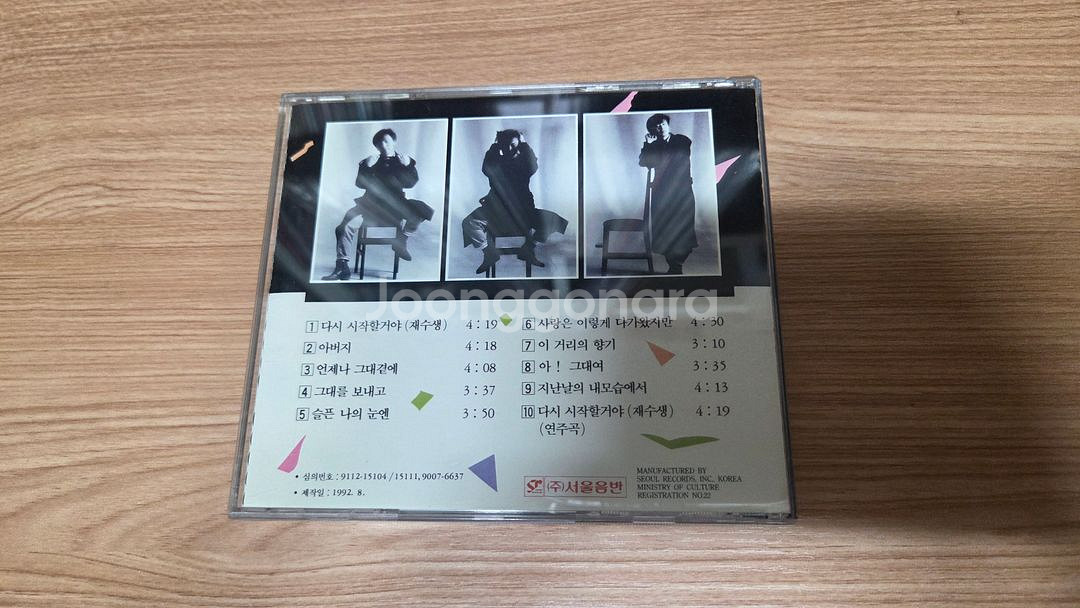 Joonggonara
1 다시 시작할거야 (재수생) 4 : 19
2 아버지 4 : 18
3 언제나 그대곁에 4 : 08
4 그대를 보내고 3 : 37
5 슬픈 나의 눈엔 3 : 50
6 사랑은 이렇게 다가왔지만 4 : 30
7 이 거리의 향기 3 : 10
8 아 ! 그대여 3 : 35
9 지난날의 내모습에서 4 : 13
10 다시 시작할거야 (재수생) 4 : 19
(연주곡)
• 심의번호 : 9112-15104 / 15111, 9007-6637
• 제작일 : 1992. 8.
(주)서울음반
MANUFACTURED BY
SEOUL RECORDS, INC., KOREA
MINISTRY OF CULTURE
REGISTRATION NO.22